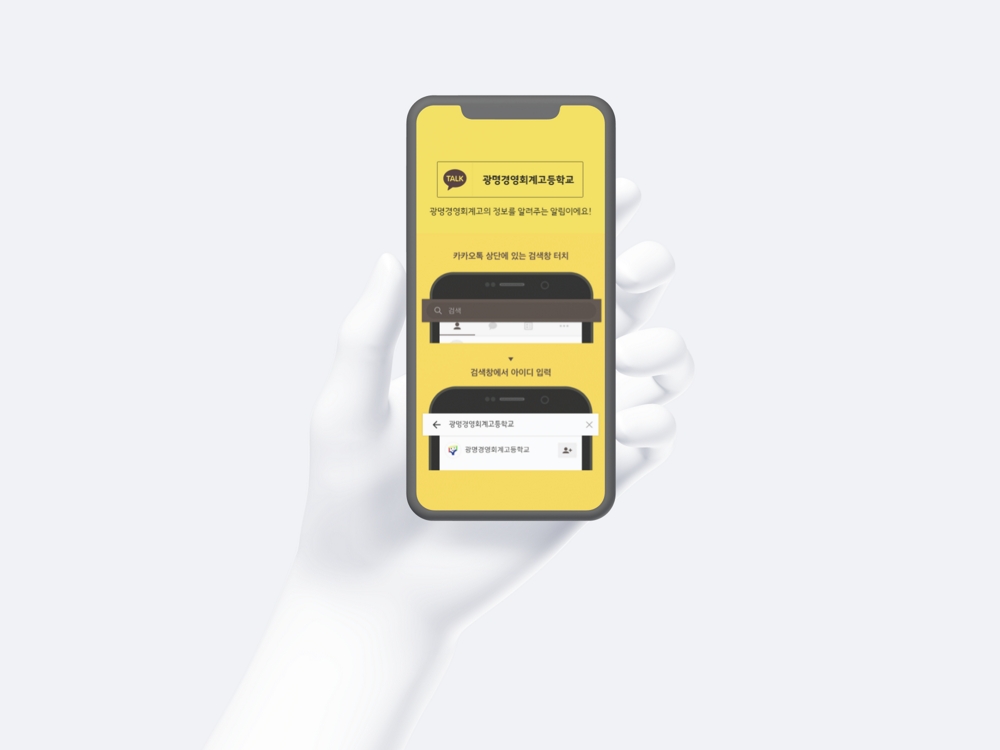 TALK 광명경영회계고등학교
광명경영회계고의 정보를 알려주는 알림이에요!
카카오톡 상단에 있는 검색창 터치
검색
검색창에서 아이디 입력
광명경영회계고등학교
광명경영회계고등학교